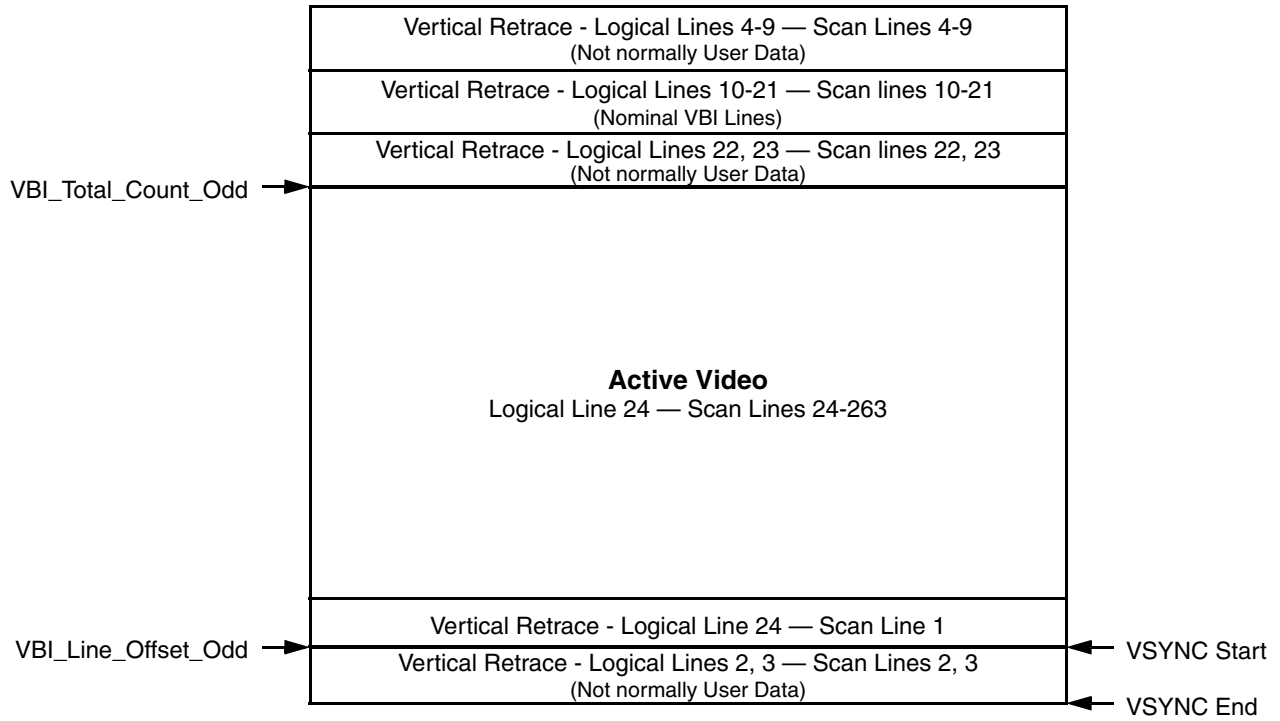 Vertical Retrace - Logical Lines 4-9 — Scan Lines 4-9
(Not normally User Data)
Vertical Retrace - Logical Lines 10-21 — Scan lines 10-21
(Nominal VBI Lines)
Vertical Retrace - Logical Lines 22, 23 — Scan lines 22, 23
(Not normally User Data)
VBI_Total_Count_Odd
Active Video
Logical Line 24 — Scan Lines 24-263
Vertical Retrace - Logical Line 24 — Scan Line 1
VBI_Line_Offset_Odd
VSYNC Start
Vertical Retrace - Logical Lines 2, 3 — Scan Lines 2, 3
(Not normally User Data)
VSYNC End